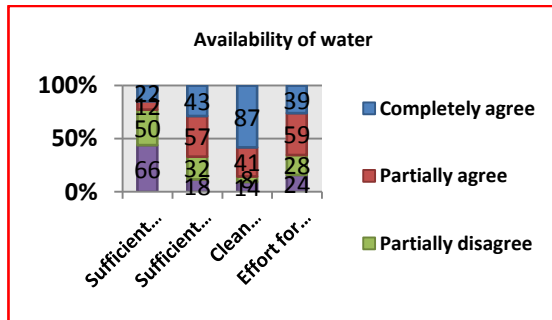 Availability of water
100%
50%
0%
22 43 87 39
12 57 41 59
50 32 8 28
66 18 14 24
Sufficient...
Sufficient...
Clean...
Effort for...
Completely agree
Partially agree
Partially disagree